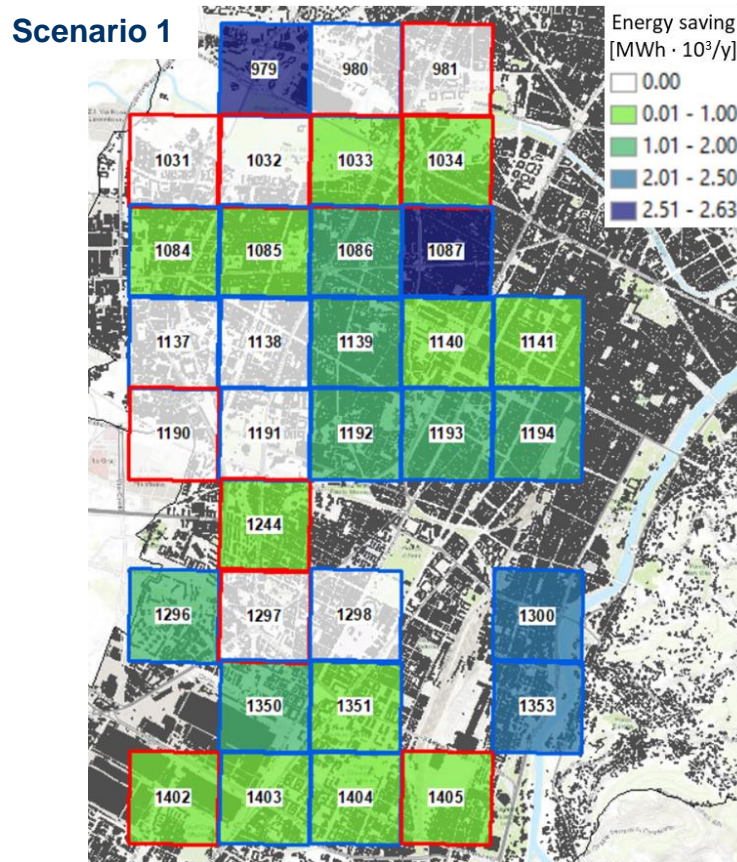 Scenario 1
Energy saving
[MWh · 10³/y]
0.00
0.01 - 1.00
1.01 - 2.00
2.01 - 2.50
2.51 - 2.63
979 980 981
1031 1032 1033 1034
1084 1085 1086 1087
1137 1138 1139 1140 1141
1190 1191 1192 1193 1194
1244
1296 1297 1298 1300
1350 1351 1353
1402 1403 1404 1405